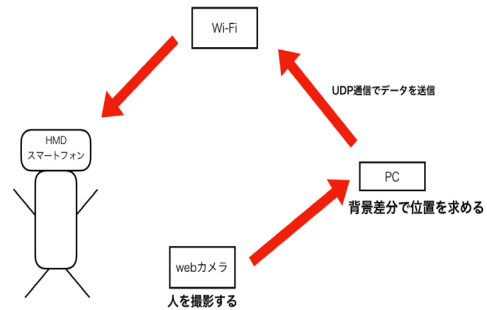 Wi-Fi
UDP通信でデータを送信
HMD
スマートフォン
PC
背景差分で位置を求める
webカメラ
人を撮影する